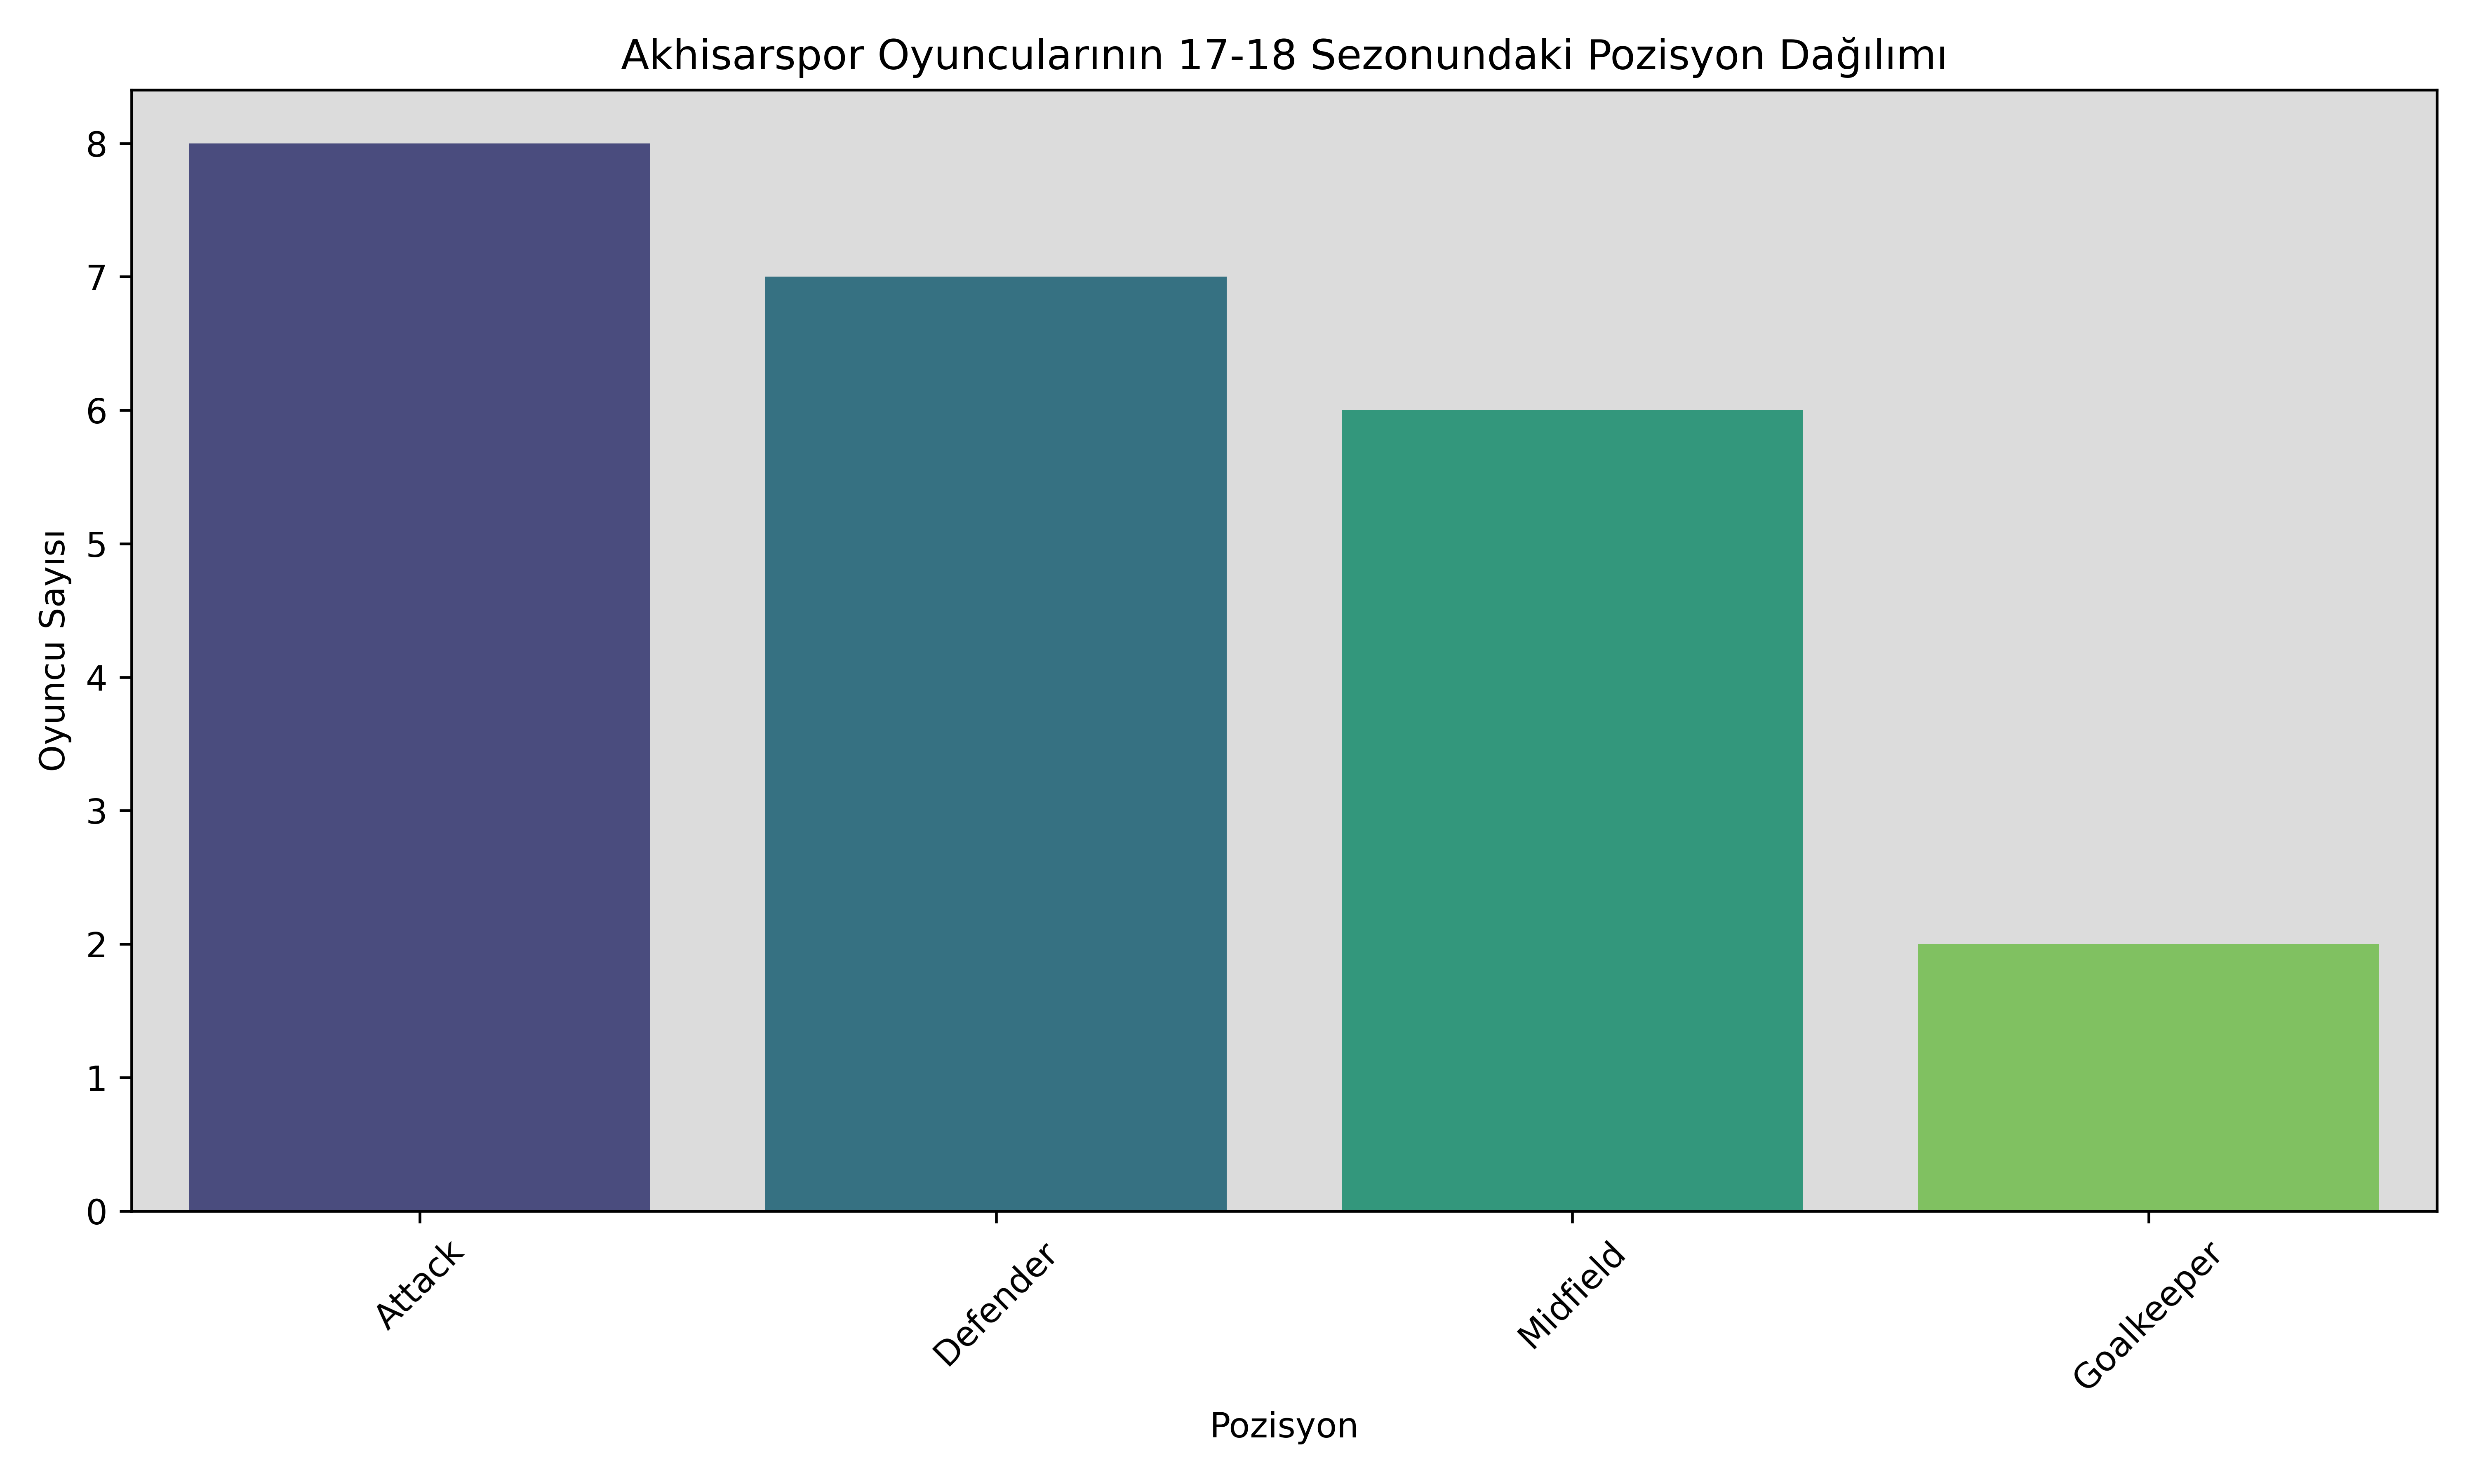 Akhisarspor Oyuncularının 17-18 Sezonundaki Pozisyon Dağılımı
Oyuncu Sayısı
8
7
6
5
4
3
2
1
0
Attack
Defender
Midfield
Goalkeeper
Pozisyon